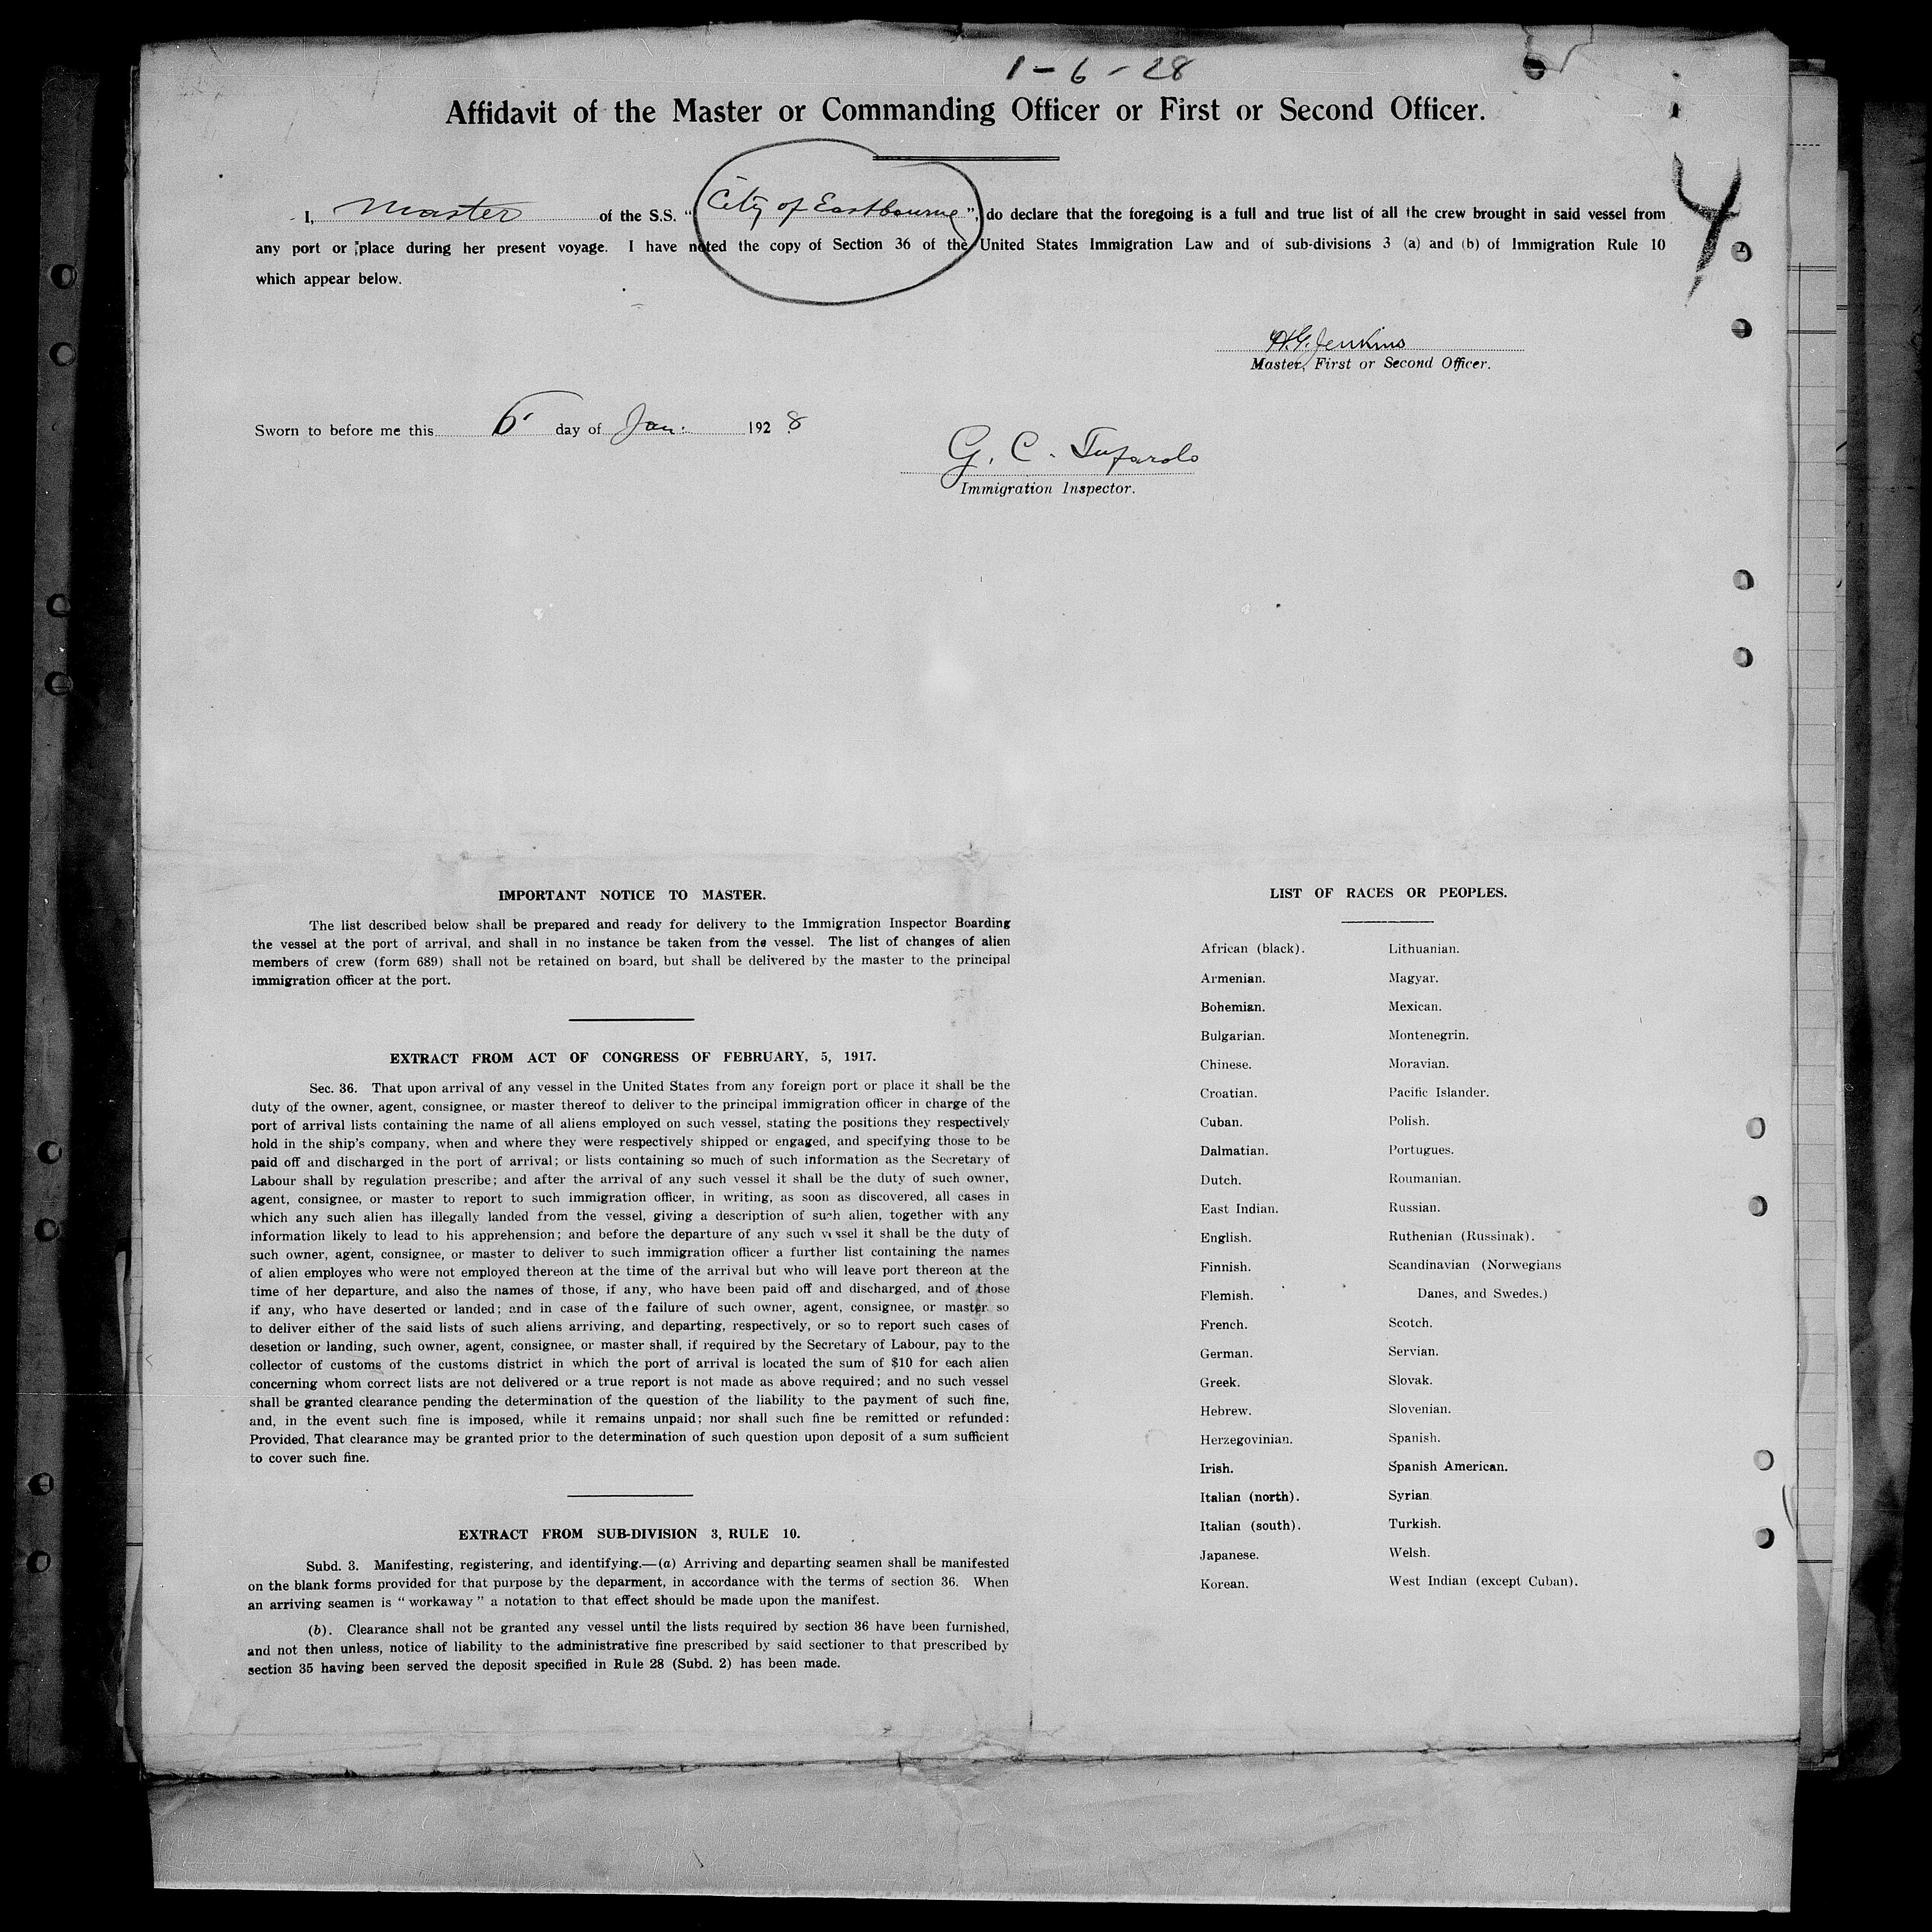 1-6-28
Affidavit of the Master or Commanding Officer or First or Second Officer.
I, Master of the S.S. "City of Eastbourne", do declare that the foregoing is a full and true list of all the crew brought in said vessel from
any port or place during her present voyage. I have noted the copy of Section 36 of the United States Immigration Law and of sub-divisions 3 (a) and (b) of Immigration Rule 10
which appear below.
4
H.G. Jenkins
Master, First or Second Officer.
Sworn to before me this 6 day of Jan. 1928
G. C. Tufarolo
Immigration Inspector.
IMPORTANT NOTICE TO MASTER.
The list described below shall be prepared and ready for delivery to the Immigration Inspector Boarding
the vessel at the port of arrival, and shall in no instance be taken from the vessel. The list of changes of alien
members of crew (form 689) shall not be retained on board, but shall be delivered by the master to the principal
immigration officer at the port.
EXTRACT FROM ACT OF CONGRESS OF FEBRUARY, 5, 1917.
Sec. 36. That upon arrival of any vessel in the United States from any foreign port or place it shall be the
duty of the owner, agent, consignee, or master thereof to deliver to the principal immigration officer in charge of the
port of arrival lists containing the name of all aliens employed on such vessel, stating the positions they respectively
hold in the ship's company, when and where they were respectively shipped or engaged, and specifying those to be
paid off and discharged in the port of arrival; or lists containing so much of such information as the Secretary of
Labour shall by regulation prescribe; and after the arrival of any such vessel it shall be the duty of such owner,
agent, consignee, or master to report to such immigration officer, in writing, as soon as discovered, all cases in
which any such alien has illegally landed from the vessel, giving a description of such alien, together with any
information likely to lead to his apprehension; and before the departure of any such vessel it shall be the duty of
such owner, agent, consignee, or master to deliver to such immigration officer a further list containing the names
of alien employes who were not employed thereon at the time of the arrival but who will leave port thereon at the
time of her departure, and also the names of those, if any, who have been paid off and discharged, and of those
if any, who have deserted or landed; and in case of the failure of such owner, agent, consignee, or master so
to deliver either of the said lists of such aliens arriving, and departing, respectively, or so to report such cases of
desetion or landing, such owner, agent, consignee, or master shall, if required by the Secretary of Labour, pay to the
collector of customs of the customs district in which the port of arrival is located the sum of $10 for each alien
concerning whom correct lists are not delivered or a true report is not made as above required; and no such vessel
shall be granted clearance pending the determination of the question of the liability to the payment of such fine,
and, in the event such fine is imposed, while it remains unpaid; nor shall such fine be remitted or refunded:
Provided, That clearance may be granted prior to the determination of such question upon deposit of a sum sufficient
to cover such fine.
EXTRACT FROM SUB-DIVISION 3, RULE 10.
Subd. 3. Manifesting, registering, and identifying.—(a) Arriving and departing seamen shall be manifested
on the blank forms provided for that purpose by the deparment, in accordance with the terms of section 36. When
an arriving seamen is "workaway" a notation to that effect should be made upon the manifest.
(b). Clearance shall not be granted any vessel until the lists required by section 36 have been furnished,
and not then unless, notice of liability to the administrative fine prescribed by said sectioner to that prescribed by
section 35 having been served the deposit specified in Rule 28 (Subd. 2) has been made.
LIST OF RACES OR PEOPLES.
African (black). Lithuanian.
Armenian. Magyar.
Bohemian. Mexican.
Bulgarian. Montenegrin.
Chinese. Moravian.
Croatian. Pacific Islander.
Cuban. Polish.
Dalmatian. Portugues.
Dutch. Roumanian.
East Indian. Russian.
English. Ruthenian (Russinak).
Finnish. Scandinavian (Norwegians
Flemish. Danes, and Swedes.)
French. Scotch.
German. Servian.
Greek. Slovak.
Hebrew. Slovenian.
Herzegovinian. Spanish.
Irish. Spanish American.
Italian (north). Syrian
Italian (south). Turkish.
Japanese. Welsh.
Korean. West Indian (except Cuban).